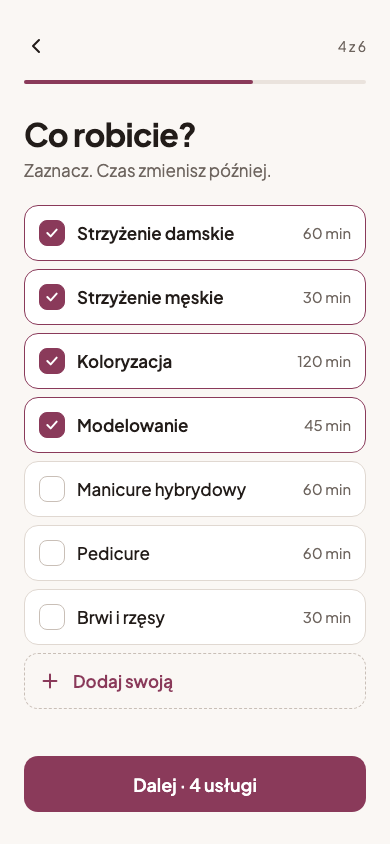 4 z 6
Co robicie?
Zaznacz. Czas zmienisz później.
Strzyżenie damskie 60 min
Strzyżenie męskie 30 min
Koloryzacja 120 min
Modelowanie 45 min
Manicure hybrydowy 60 min
Pedicure 60 min
Brwi i rzęsy 30 min
Dodaj swoją
Dalej · 4 usługi